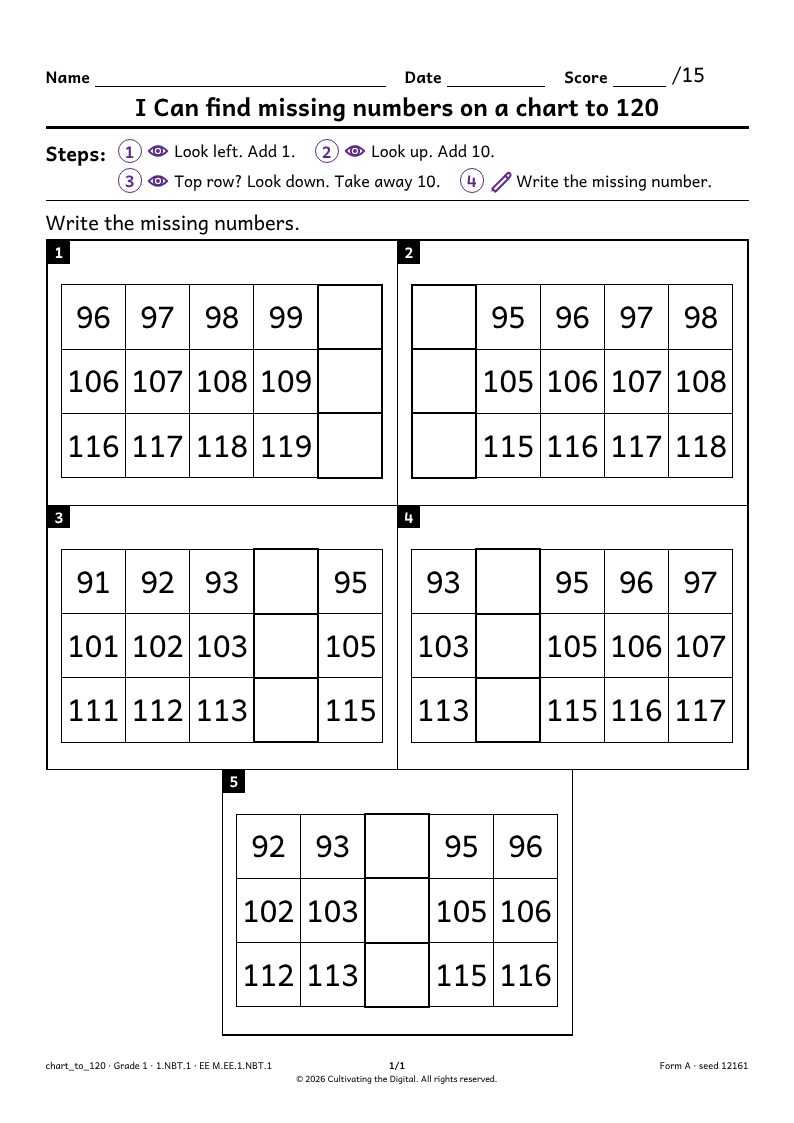 Name Date Score /15
I Can find missing numbers on a chart to 120
Steps: 1 Look left. Add 1. 2 Look up. Add 10.
3 Top row? Look down. Take away 10. 4 Write the missing number.
Write the missing numbers.
1
96 97 98 99
106 107 108 109
116 117 118 119
2
95 96 97 98
105 106 107 108
115 116 117 118
3
91 92 93 95
101 102 103 105
111 112 113 115
4
93 95 96 97
103 105 106 107
113 115 116 117
5
92 93 95 96
102 103 105 106
112 113 115 116
chart_to_120 · Grade 1 · 1.NBT.1 · EE M.EE.1.NBT.1 1/1 Form A · seed 12161
© 2026 Cultivating the Digital. All rights reserved.